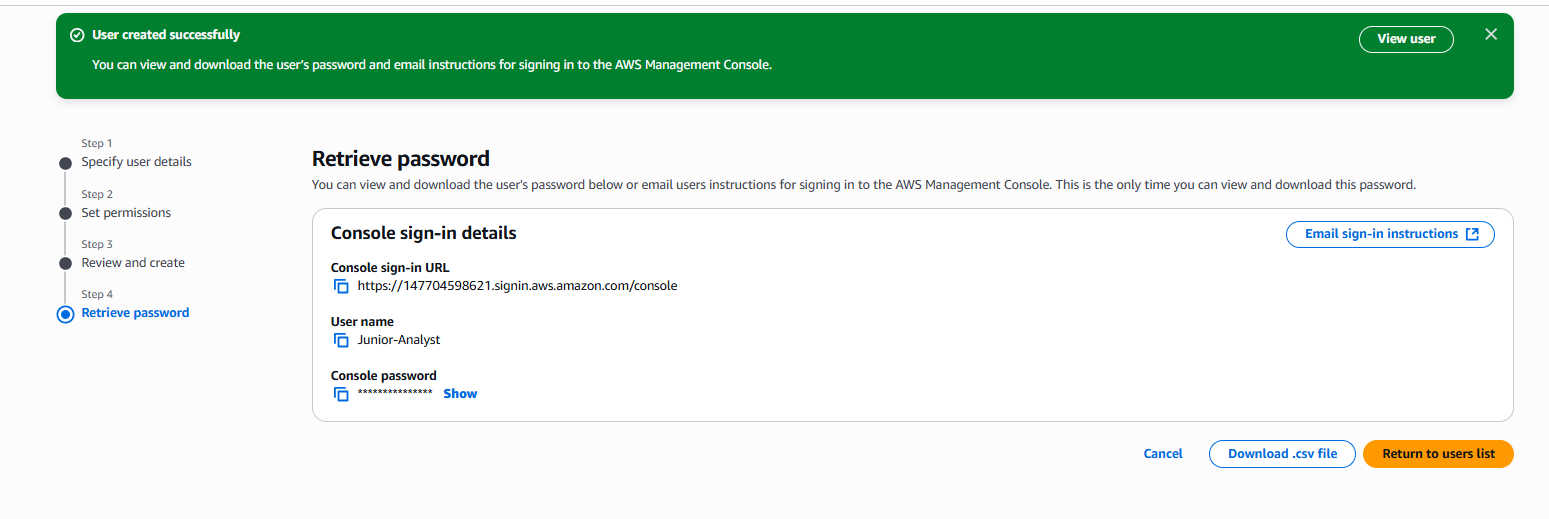 User created successfully
View user
You can view and download the user's password and email instructions for signing in to the AWS Management Console.
Step 1
Specify user details
Step 2
Set permissions
Step 3
Review and create
Step 4
Retrieve password
Retrieve password
You can view and download the user's password below or email users instructions for signing in to the AWS Management Console. This is the only time you can view and download this password.
Console sign-in details
Email sign-in instructions
Console sign-in URL
https://147704598621.signin.aws.amazon.com/console
User name
Junior-Analyst
Console password
*************** Show
Cancel
Download .csv file
Return to users list